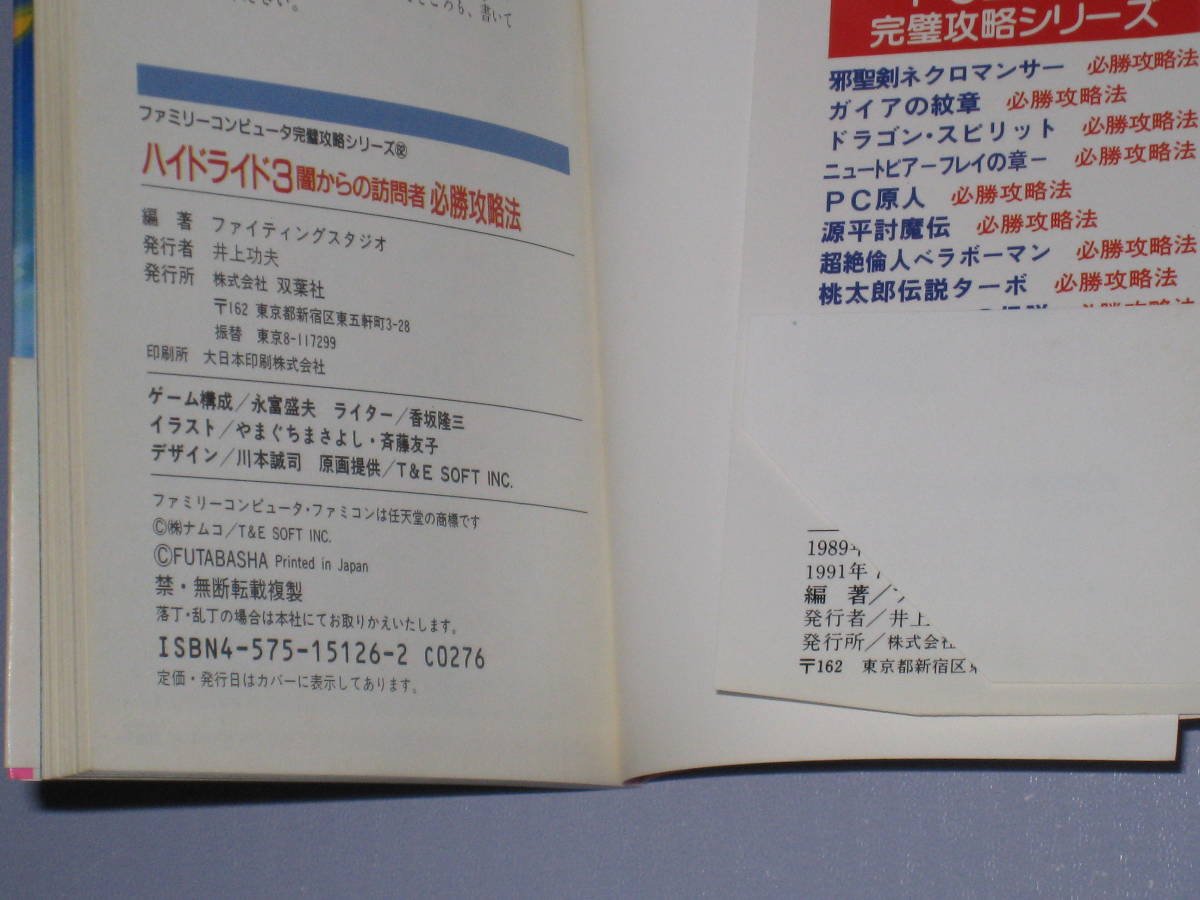 てころも、書いて
ださい。
ファミリーコンピュータ完璧攻略シリーズ
ハイドライド3 闇からの訪問者 必勝攻略法
編 著 ファイティングスタジオ
発行者 井上功夫
発行所 株式会社 双葉社
〒162 東京都新宿区東五軒町3-28
振替 東京8-117299
印刷所 大日本印刷株式会社
ゲーム構成/永富盛夫 ライター/香坂隆三
イラスト/やまぐちまさよし・斉藤友子
デザイン/川本誠司 原画提供/T&E SOFT INC.
ファミリーコンピュータ・ファミコンは任天堂の商標です
©㈱ナムコ/T&E SOFT INC.
©FUTABASHA Printed in Japan
禁・無断転載複製
落丁・乱丁の場合は本社にてお取りかえいたします。
ISBN4-575-15126-2 C0276
定価・発行日はカバーに表示してあります。
完璧攻略シリーズ
邪聖剣ネクロマンサー 必勝攻略法
ガイアの紋章 必勝攻略法
ドラゴン・スピリット 必勝攻略法
ニュートピアーフレイの章ー 必勝攻略法
PC原人 必勝攻略法
源平討魔伝 必勝攻略法
超絶倫人ベラボーマン 必勝攻略法
桃太郎伝説ターボ 必勝攻略法
1989年
1991年
編 著/
発行者/井上
発行所/株式会社
〒162 東京都新宿区